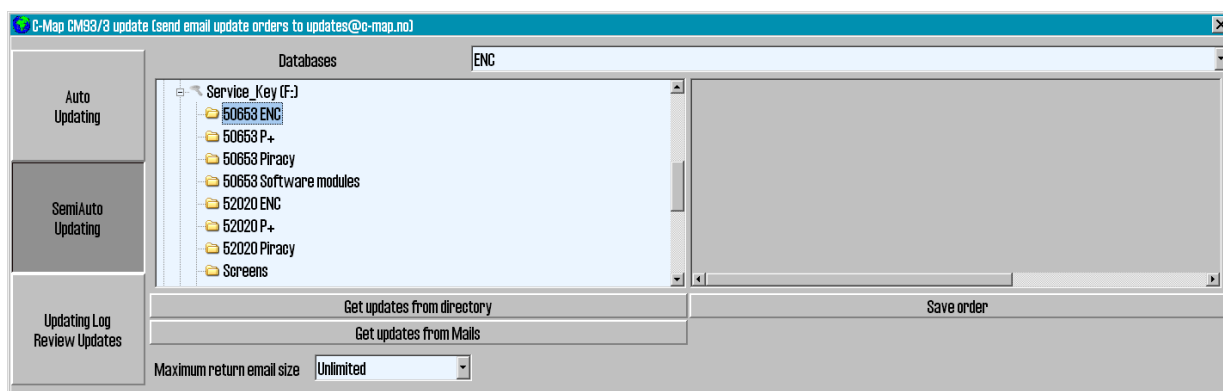 C-Map CM93/3 update (send email update orders to updates@c-map.no)
Databases
ENC
Auto
Updating
SemiAuto
Updating
Updating Log
Review Updates
Service_Key (F:)
50653 ENC
50653 P+
50653 Piracy
50653 Software modules
52020 ENC
52020 P+
52020 Piracy
Screens
Get updates from directory
Save order
Get updates from Mails
Maximum return email size
Unlimited